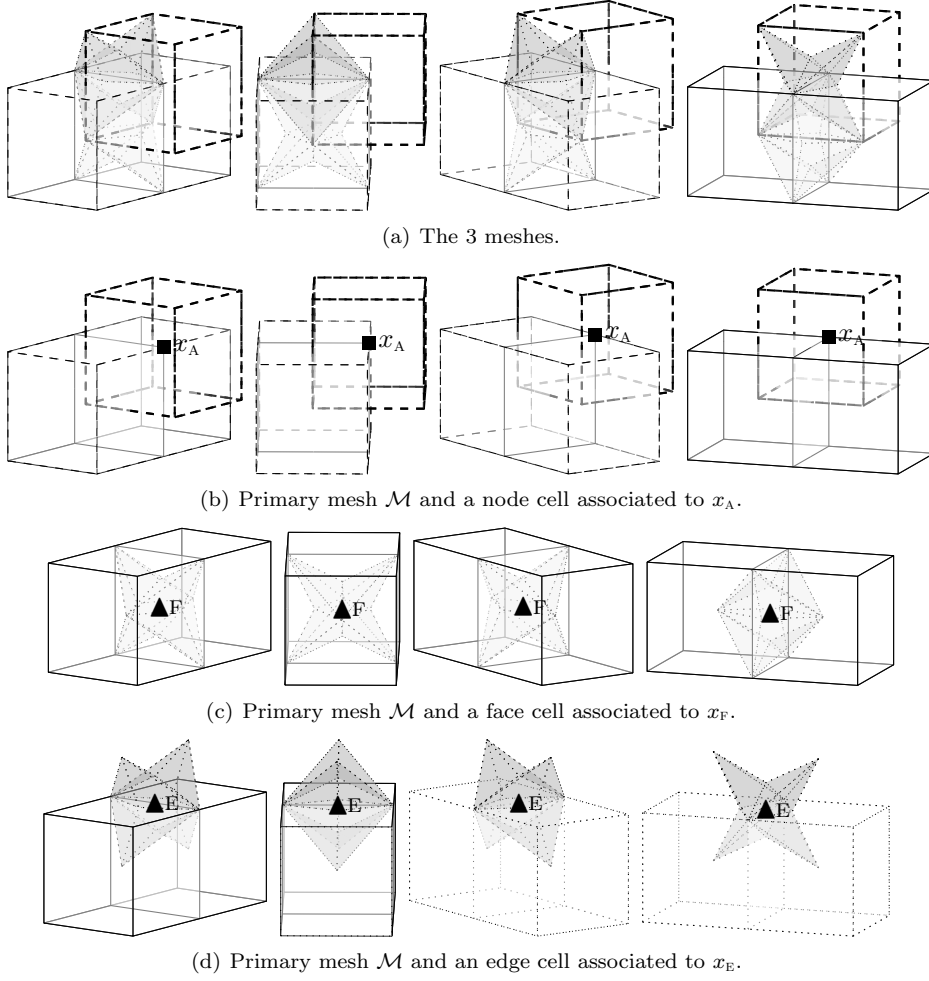 (a) The 3 meshes.
x_A x_A x_A x_A
(b) Primary mesh ℳ and a node cell associated to x_A.
F F F F
(c) Primary mesh ℳ and a face cell associated to x_F.
E E E E
(d) Primary mesh ℳ and an edge cell associated to x_E.